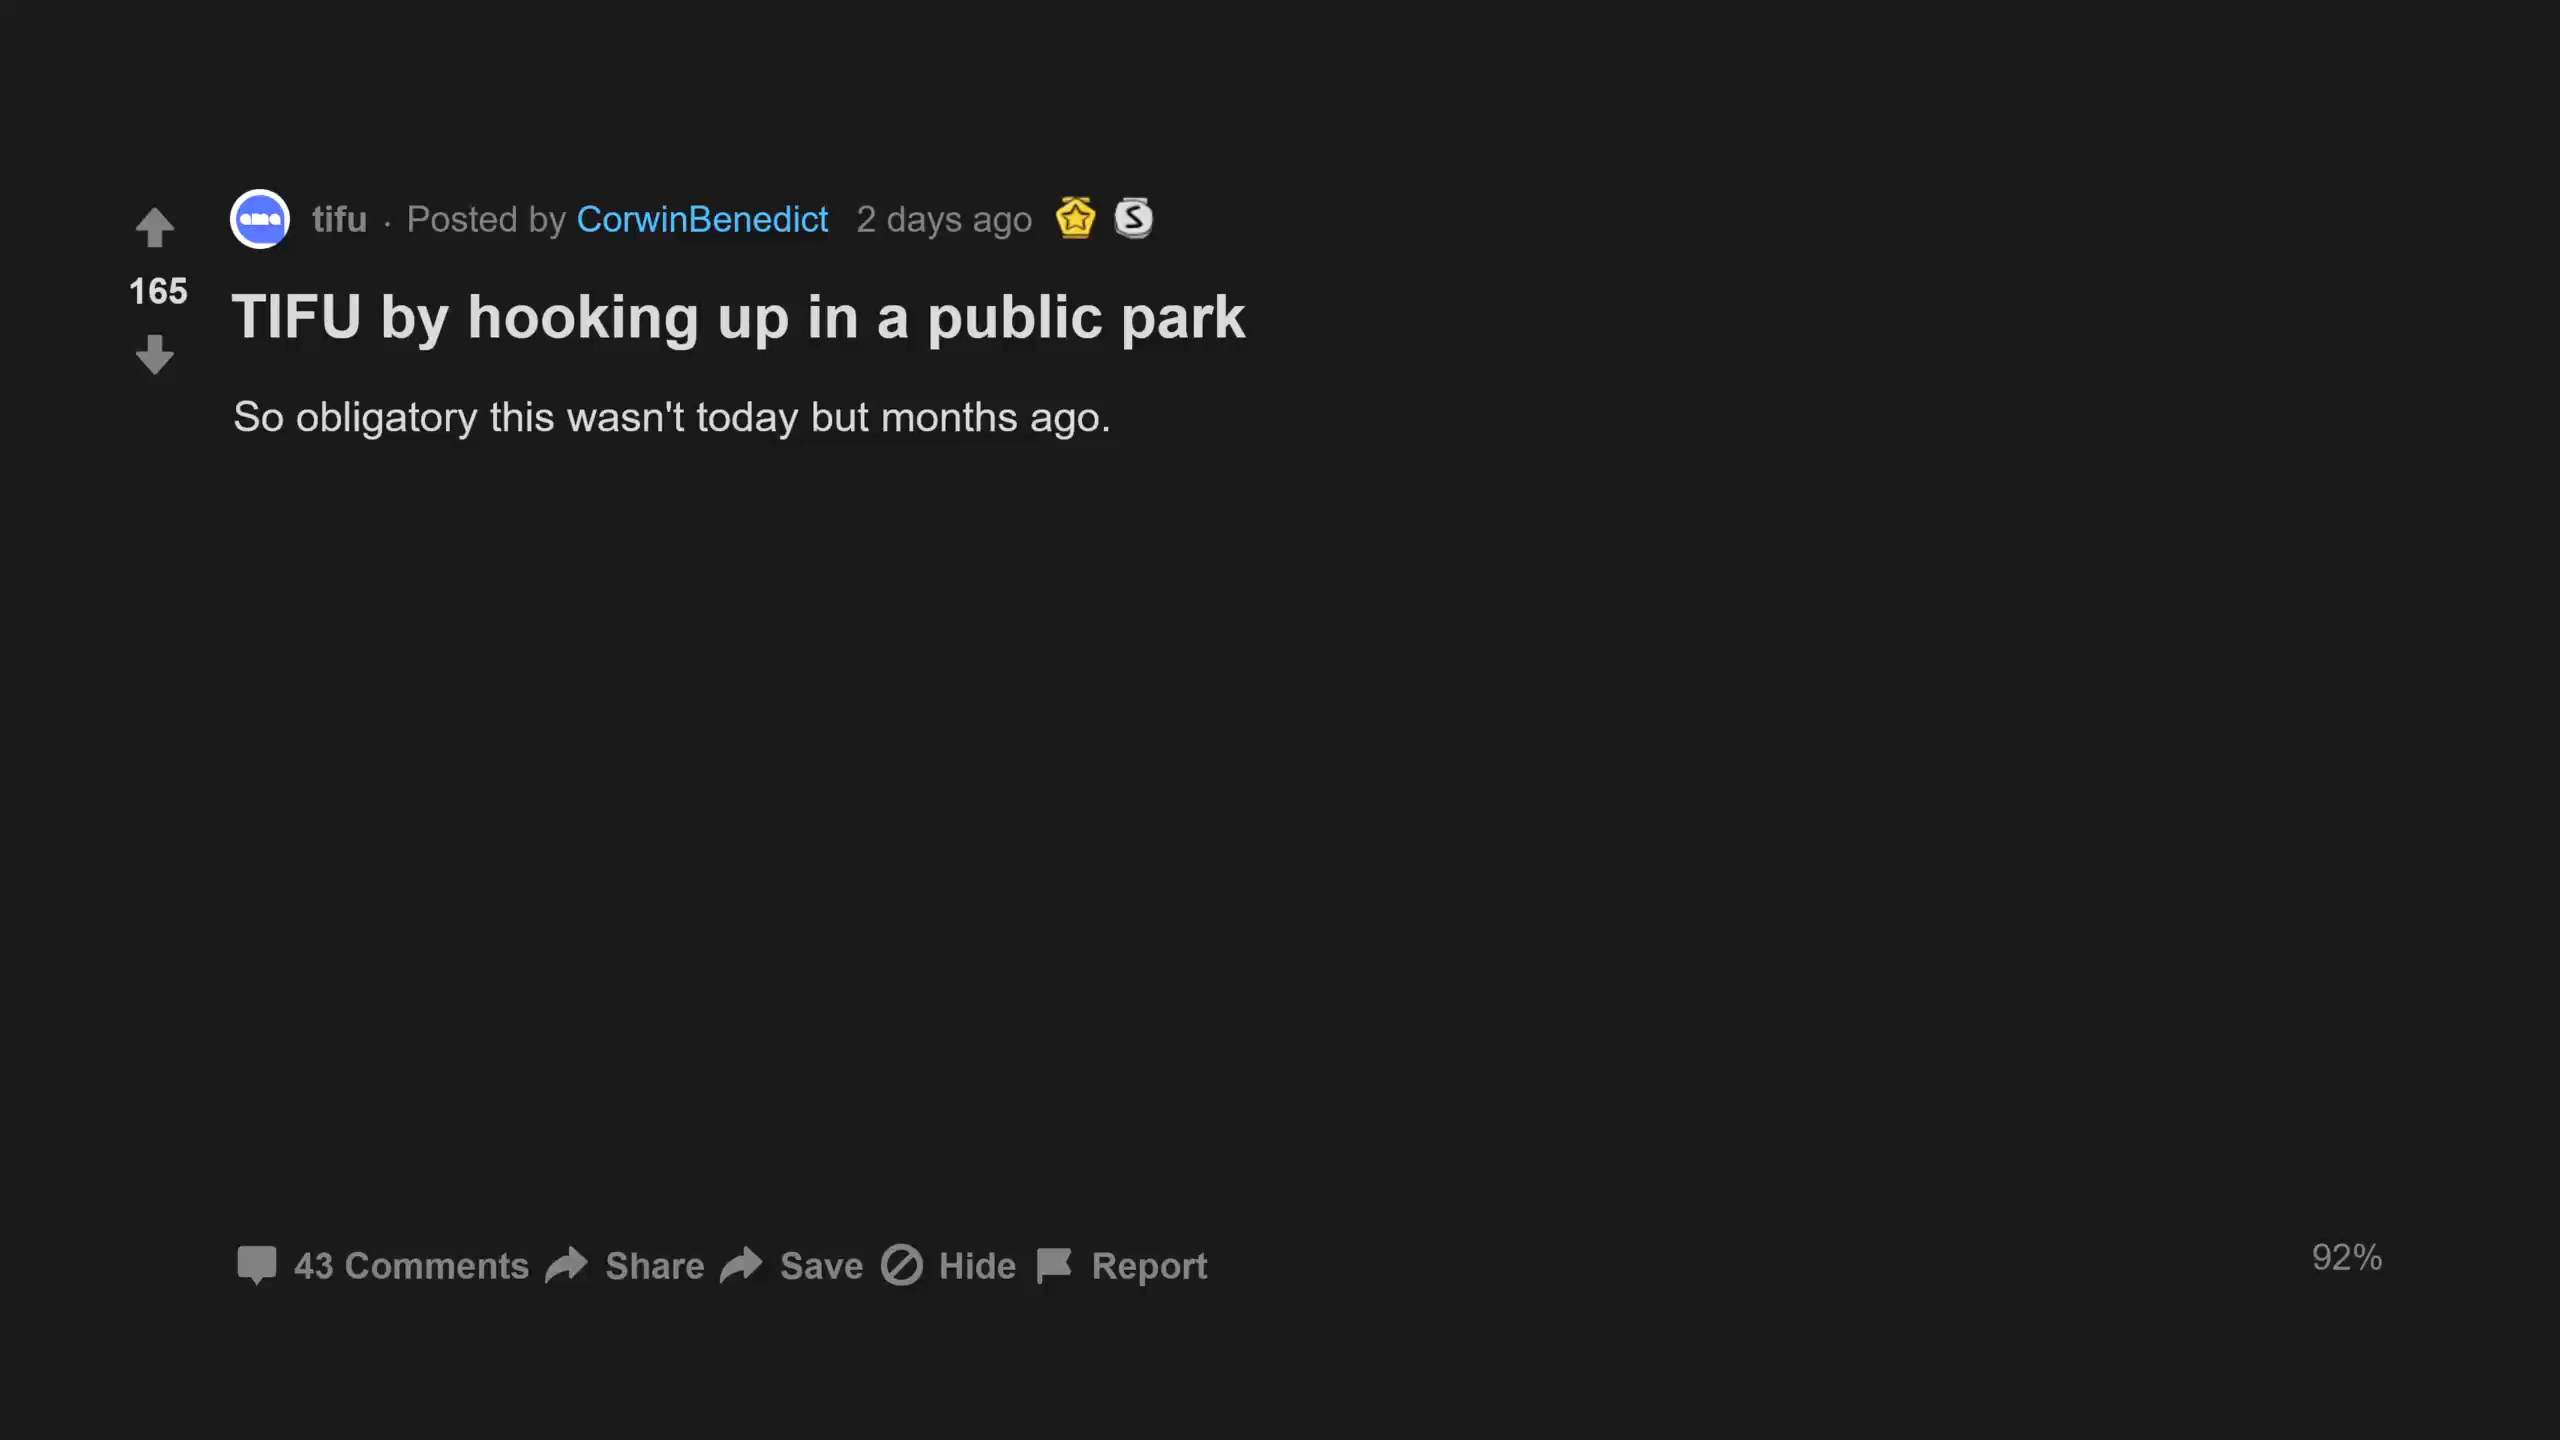 tifu · Posted by CorwinBenedict 2 days ago
165
TIFU by hooking up in a public park
So obligatory this wasn't today but months ago.
43 Comments Share Save Hide Report
92%